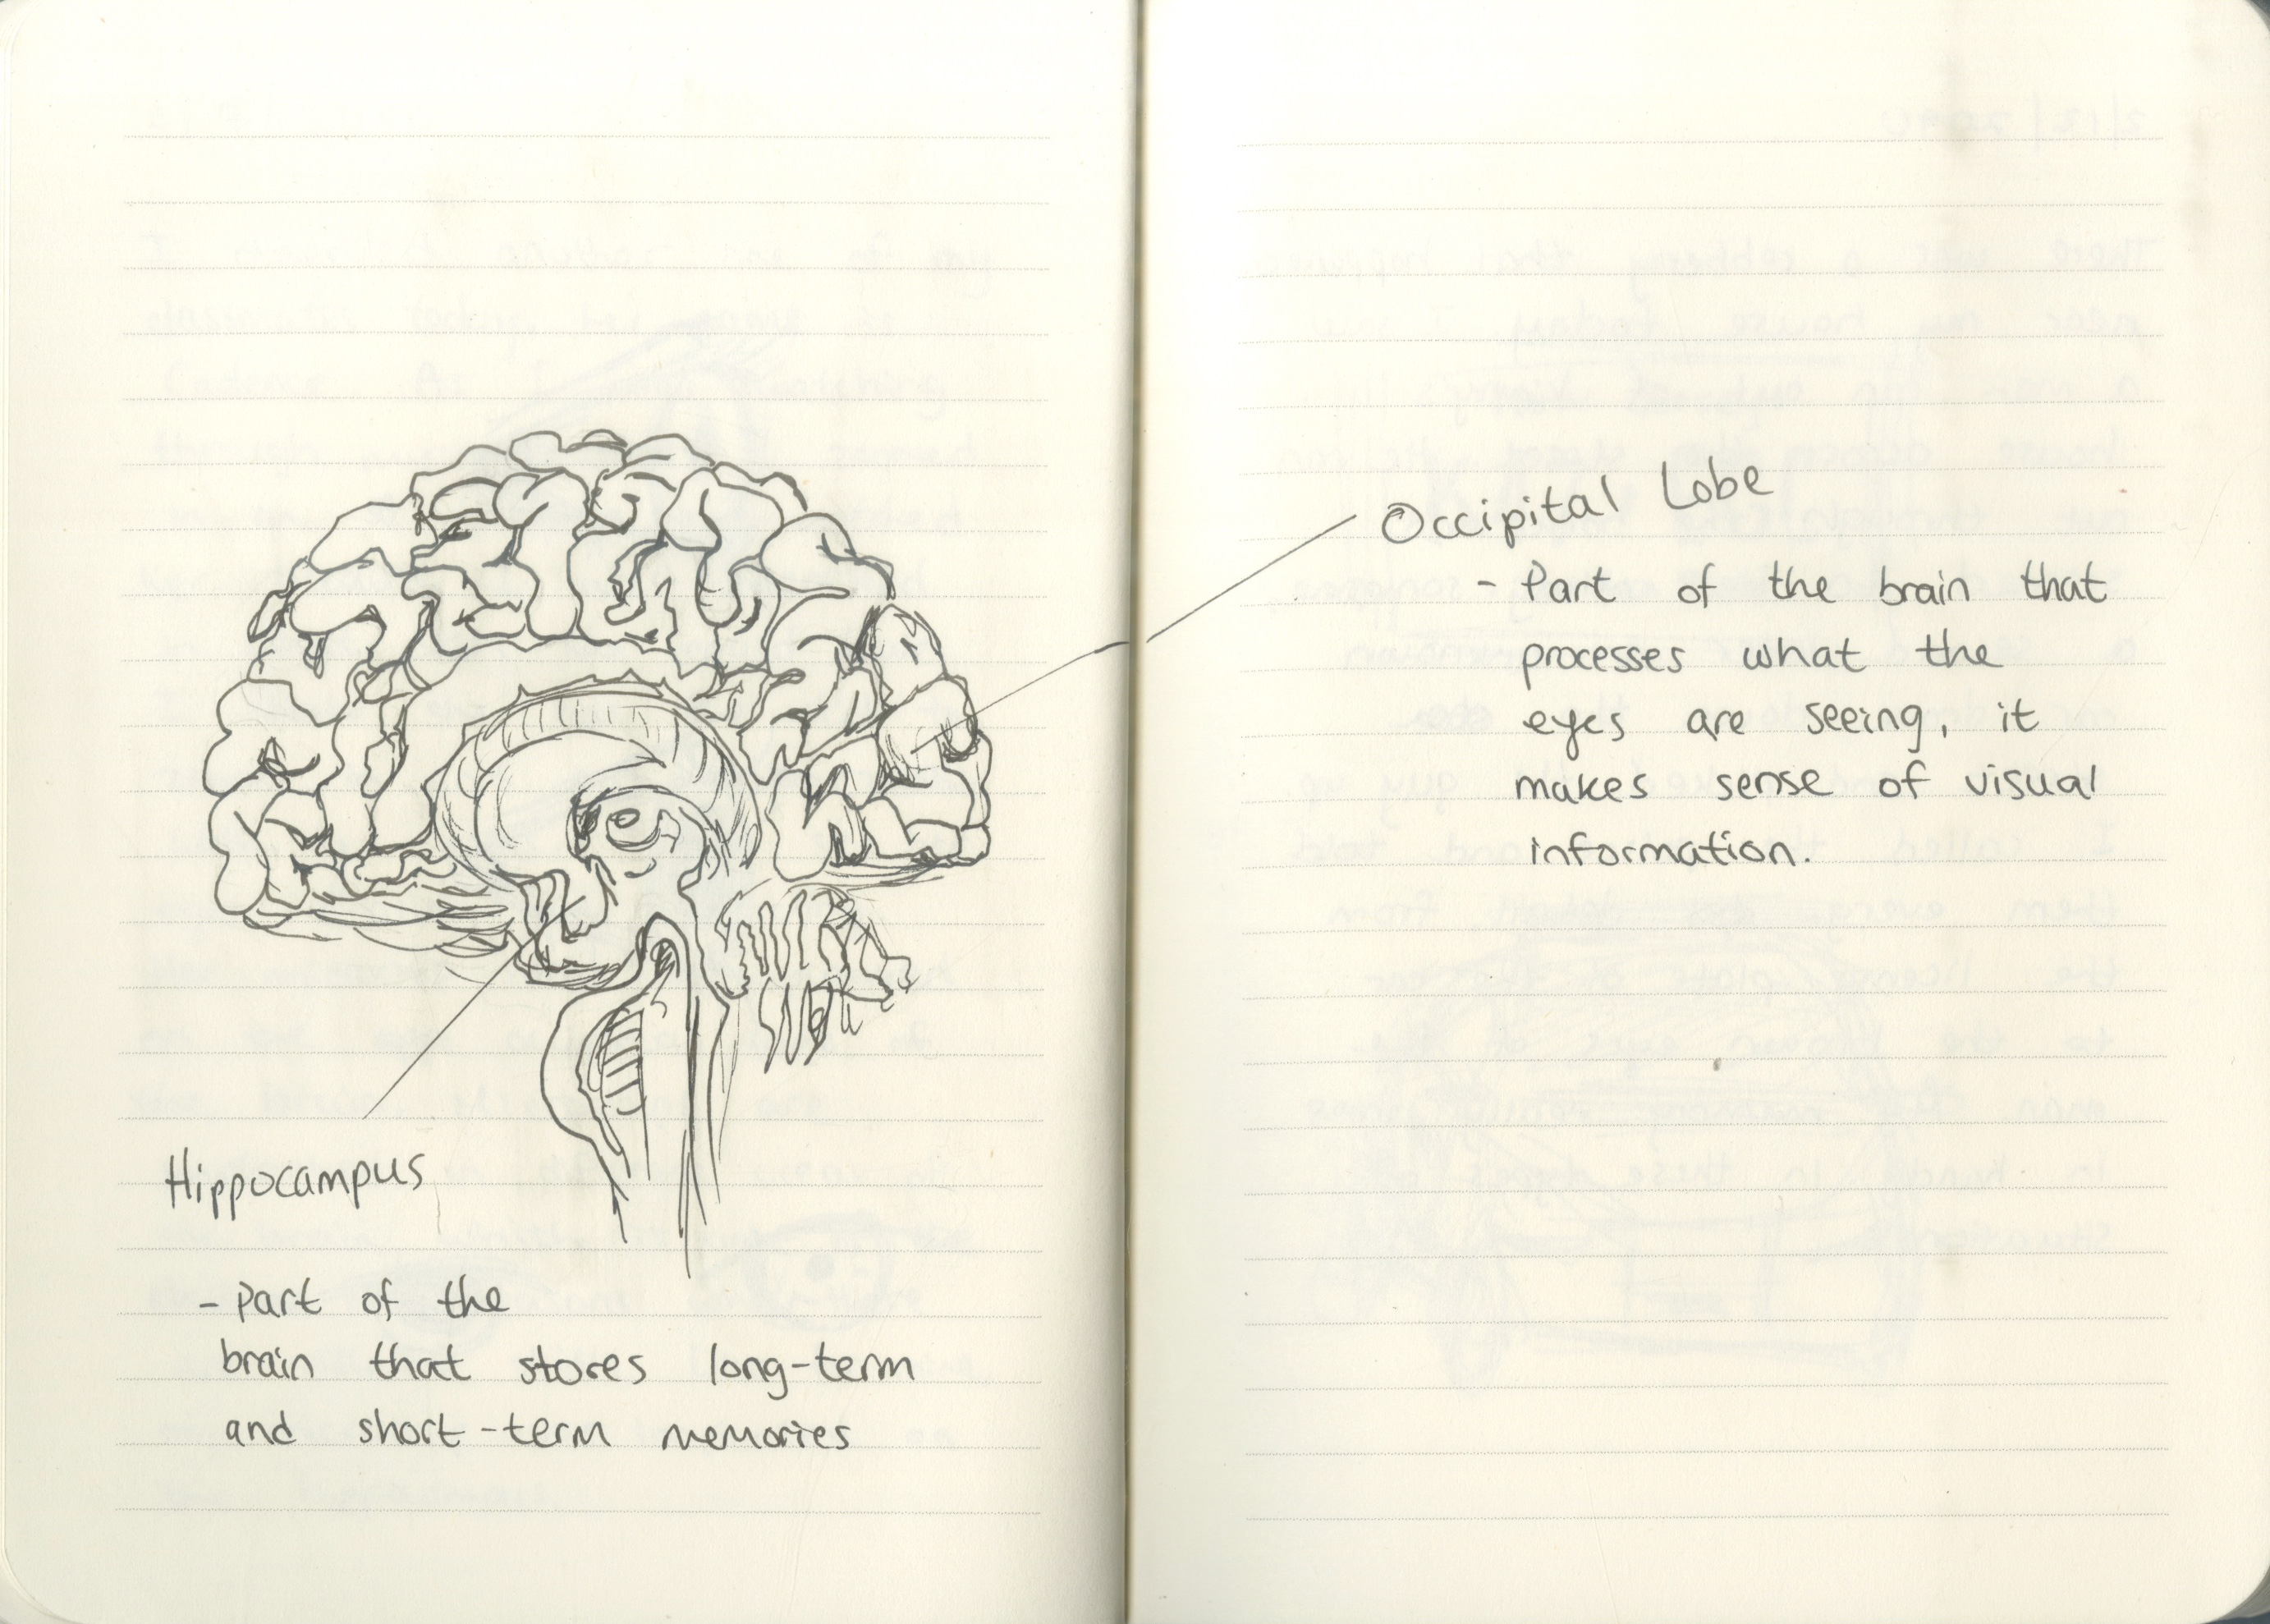 Occipital Lobe
- Part of the brain that
processes what the
eyes are seeing, it
makes sense of visual
information.
Hippocampus
- Part of the
brain that stores long-term
and short-term memories